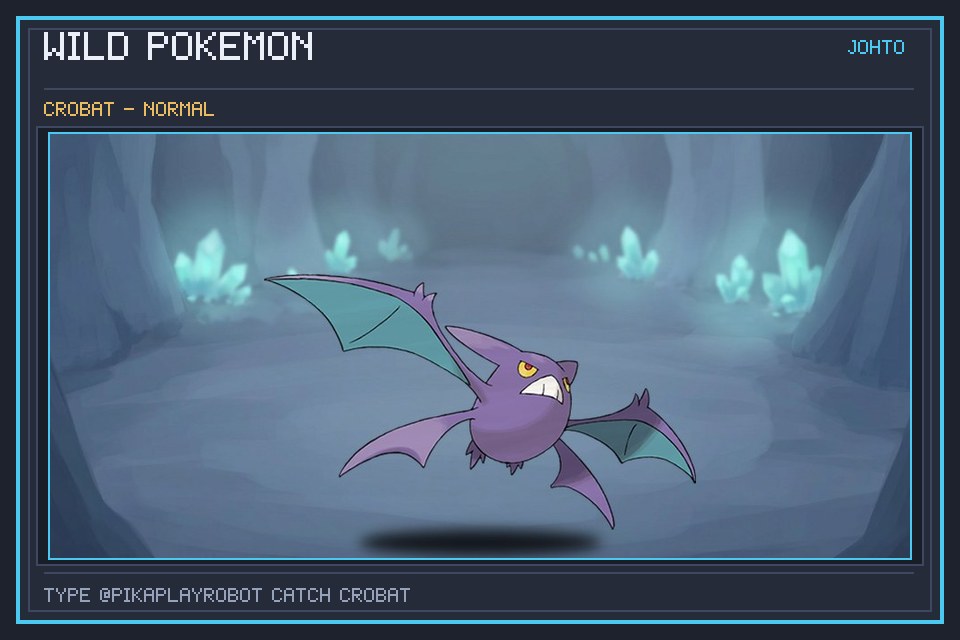 WILD POKEMON
JOHTO
CROBAT - NORMAL
TYPE @PIKAPLAYROBOT CATCH CROBAT